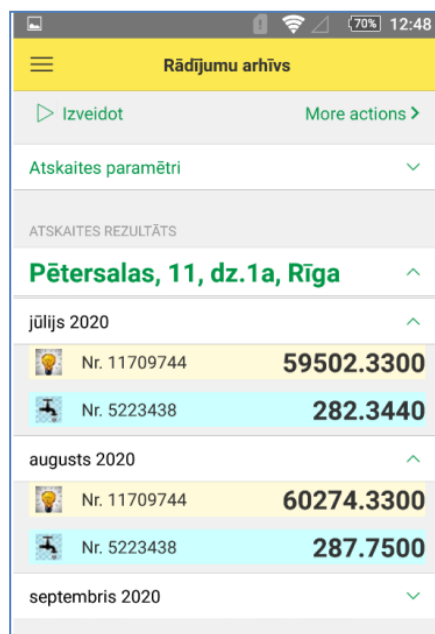 70% 12:48
Rādījumu arhīvs
Izveidot More actions >
Atskaites paramētri
ATSKAITES REZULTĀTS
Pētersalas, 11, dz.1a, Rīga
jūlijs 2020
Nr. 11709744 59502.3300
Nr. 5223438 282.3440
augusts 2020
Nr. 11709744 60274.3300
Nr. 5223438 287.7500
septembris 2020